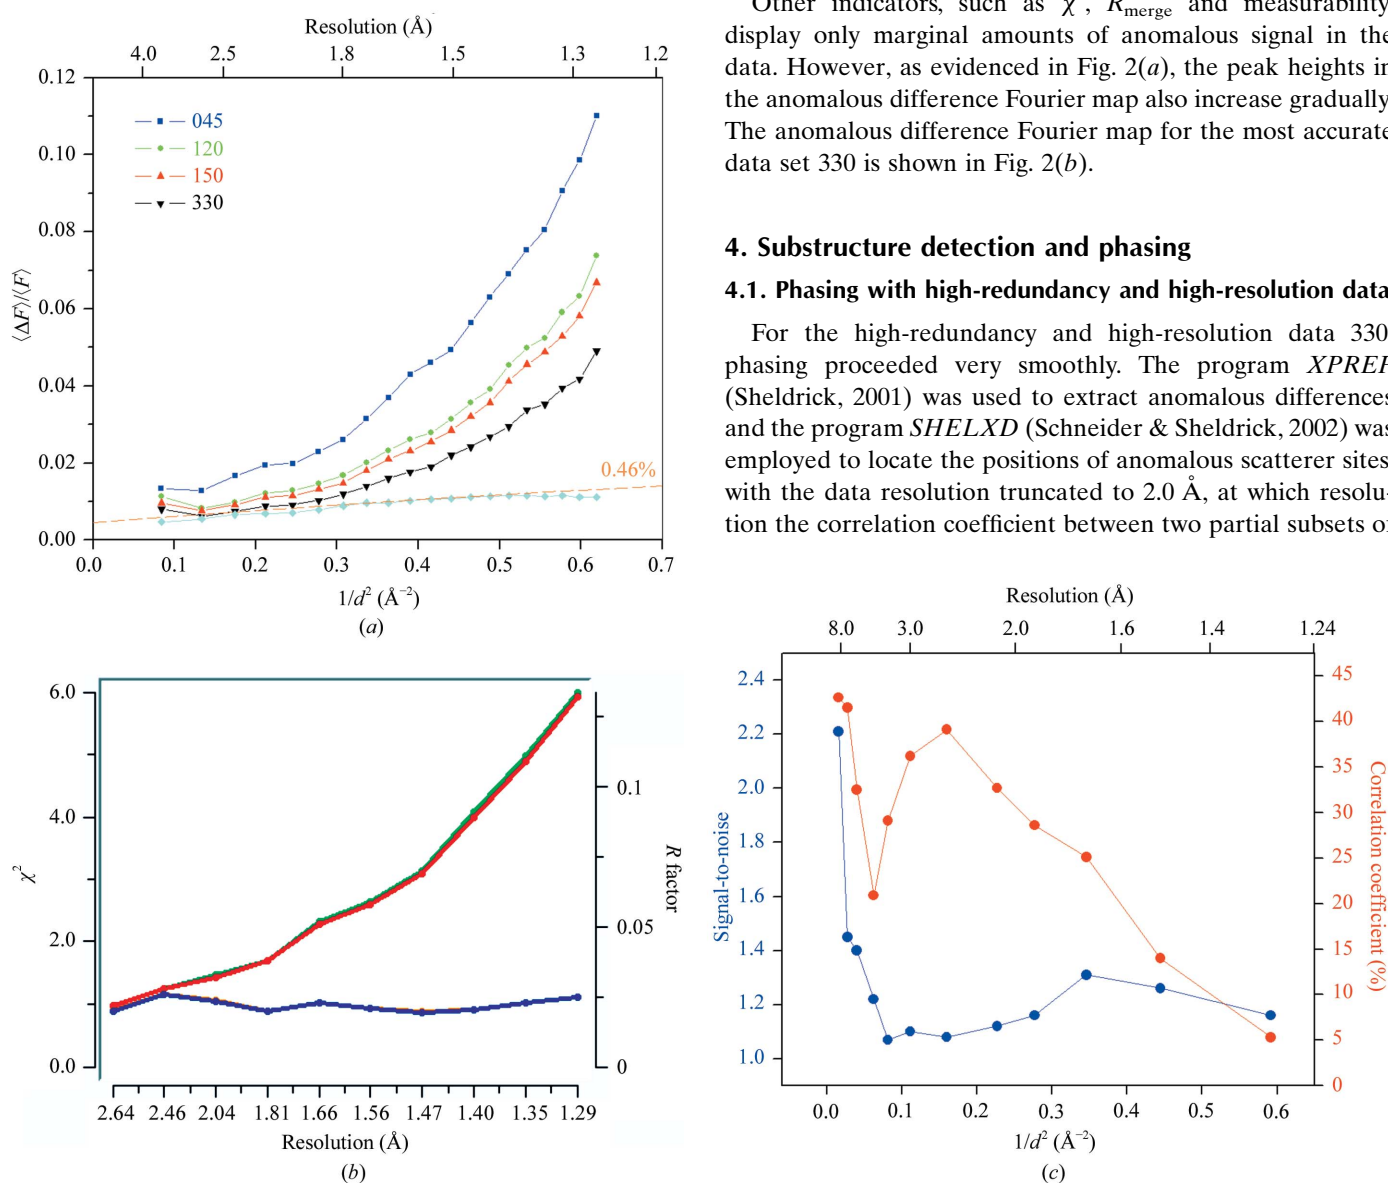 Resolution (Å)
4.0 2.5 1.8 1.5 1.3 1.2
0.12
0.10
0.08
0.06
0.04
0.02
0.00
⟨ΔF⟩/⟨F⟩
045
120
150
330
0.46%
0.0 0.1 0.2 0.3 0.4 0.5 0.6 0.7
1/d² (Å⁻²)
(a)
Other indicators, such as χ², Rmerge and measurability
display only marginal amounts of anomalous signal in the
data. However, as evidenced in Fig. 2(a), the peak heights in
the anomalous difference Fourier map also increase gradually
The anomalous difference Fourier map for the most accurate
data set 330 is shown in Fig. 2(b).
4. Substructure detection and phasing
4.1. Phasing with high-redundancy and high-resolution data
For the high-redundancy and high-resolution data 330
phasing proceeded very smoothly. The program XPREP
(Sheldrick, 2001) was used to extract anomalous differences
and the program SHELXD (Schneider & Sheldrick, 2002) was
employed to locate the positions of anomalous scatterer sites
with the data resolution truncated to 2.0 Å, at which resolu-
tion the correlation coefficient between two partial subsets of
6.0
4.0
2.0
0.0
χ²
0.1
0.05
0
R factor
2.64 2.46 2.04 1.81 1.66 1.56 1.47 1.40 1.35 1.29
Resolution (Å)
(b)
Resolution (Å)
8.0 3.0 2.0 1.6 1.4 1.24
2.4
2.2
2.0
1.8
1.6
1.4
1.2
1.0
Signal-to-noise
45
40
35
30
25
20
15
10
5
0
Correlation coefficient (%)
0.0 0.1 0.2 0.3 0.4 0.5 0.6
1/d² (Å⁻²)
(c)